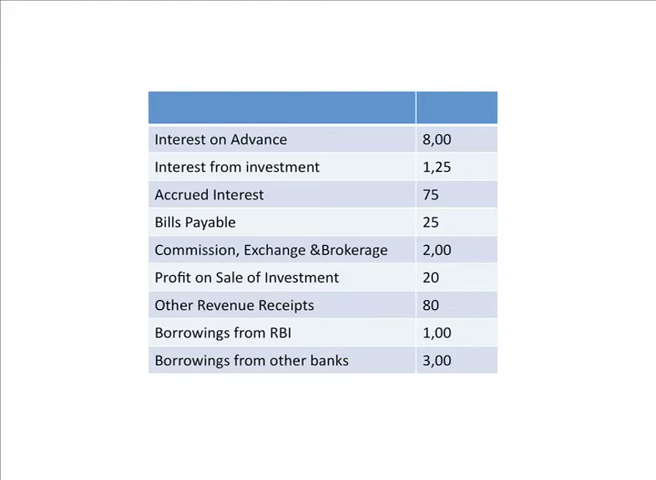 Interest on Advance 8,00
Interest from investment 1,25
Accrued Interest 75
Bills Payable 25
Commission, Exchange &Brokerage 2,00
Profit on Sale of Investment 20
Other Revenue Receipts 80
Borrowings from RBI 1,00
Borrowings from other banks 3,00